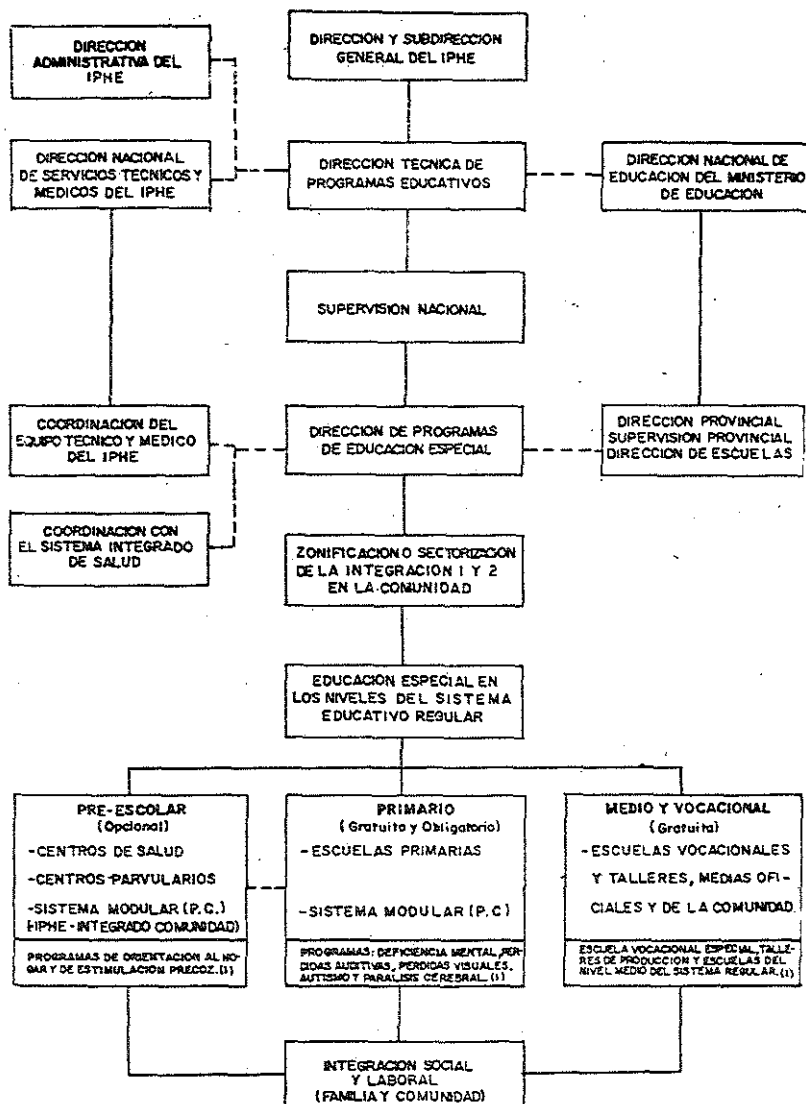 DIRECCION
ADMINISTRATIVA DEL
IPHE
DIRECCION Y SUBDIRECCION
GENERAL DEL IPHE
DIRECCION NACIONAL
DE SERVICIOS TECNICOS Y
MEDICOS DEL IPHE
DIRECCION TECNICA DE
PROGRAMAS EDUCATIVOS
DIRECCION NACIONAL DE
EDUCACION DEL MINISTERIO
DE EDUCACION
SUPERVISION NACIONAL
COORDINACION DEL
EQUIPO TECNICO Y MEDICO
DEL IPHE
DIRECCION DE PROGRAMAS
DE EDUCACION ESPECIAL
DIRECCION PROVINCIAL
SUPERVISION PROVINCIAL
DIRECCION DE ESCUELAS
COORDINACION CON
EL SISTEMA INTEGRADO
DE SALUD
ZONIFICACION O SECTORIZACION
DE LA INTEGRACION 1 Y 2
EN LA COMUNIDAD
EDUCACION ESPECIAL EN
LOS NIVELES DEL SISTEMA
EDUCATIVO REGULAR
PRE-ESCOLAR
(Opcional)
-CENTROS DE SALUD
-CENTROS-PARVULARIOS
-SISTEMA MODULAR (P.C.)
(IPHE-INTEGRADO COMUNIDAD)
PROGRAMAS DE ORIENTACION AL HO-
GAR Y DE ESTIMULACION PRECOZ.(1)
PRIMARIO
(Gratuita y Obligatorio)
-ESCUELAS PRIMARIAS
-SISTEMA MODULAR (P.C)
PROGRAMAS: DEFICIENCIA MENTAL, PER-
DIDAS AUDITIVAS, PERDIDAS VISUALES,
AUTISMO Y PARALISIS CEREBRAL.(1)
MEDIO Y VOCACIONAL
(Gratuita)
-ESCUELAS VOCACIONALES
Y TALLERES, MEDIAS OFI-
CIALES Y DE LA COMUNIDAD.
ESCUELA VOCACIONAL ESPECIAL, TALLE-
RES DE PRODUCCION Y ESCUELAS DEL
NIVEL MEDIO DEL SISTEMA REGULAR.(1)
INTEGRACION SOCIAL
Y LABORAL
(FAMILIA Y COMUNIDAD)